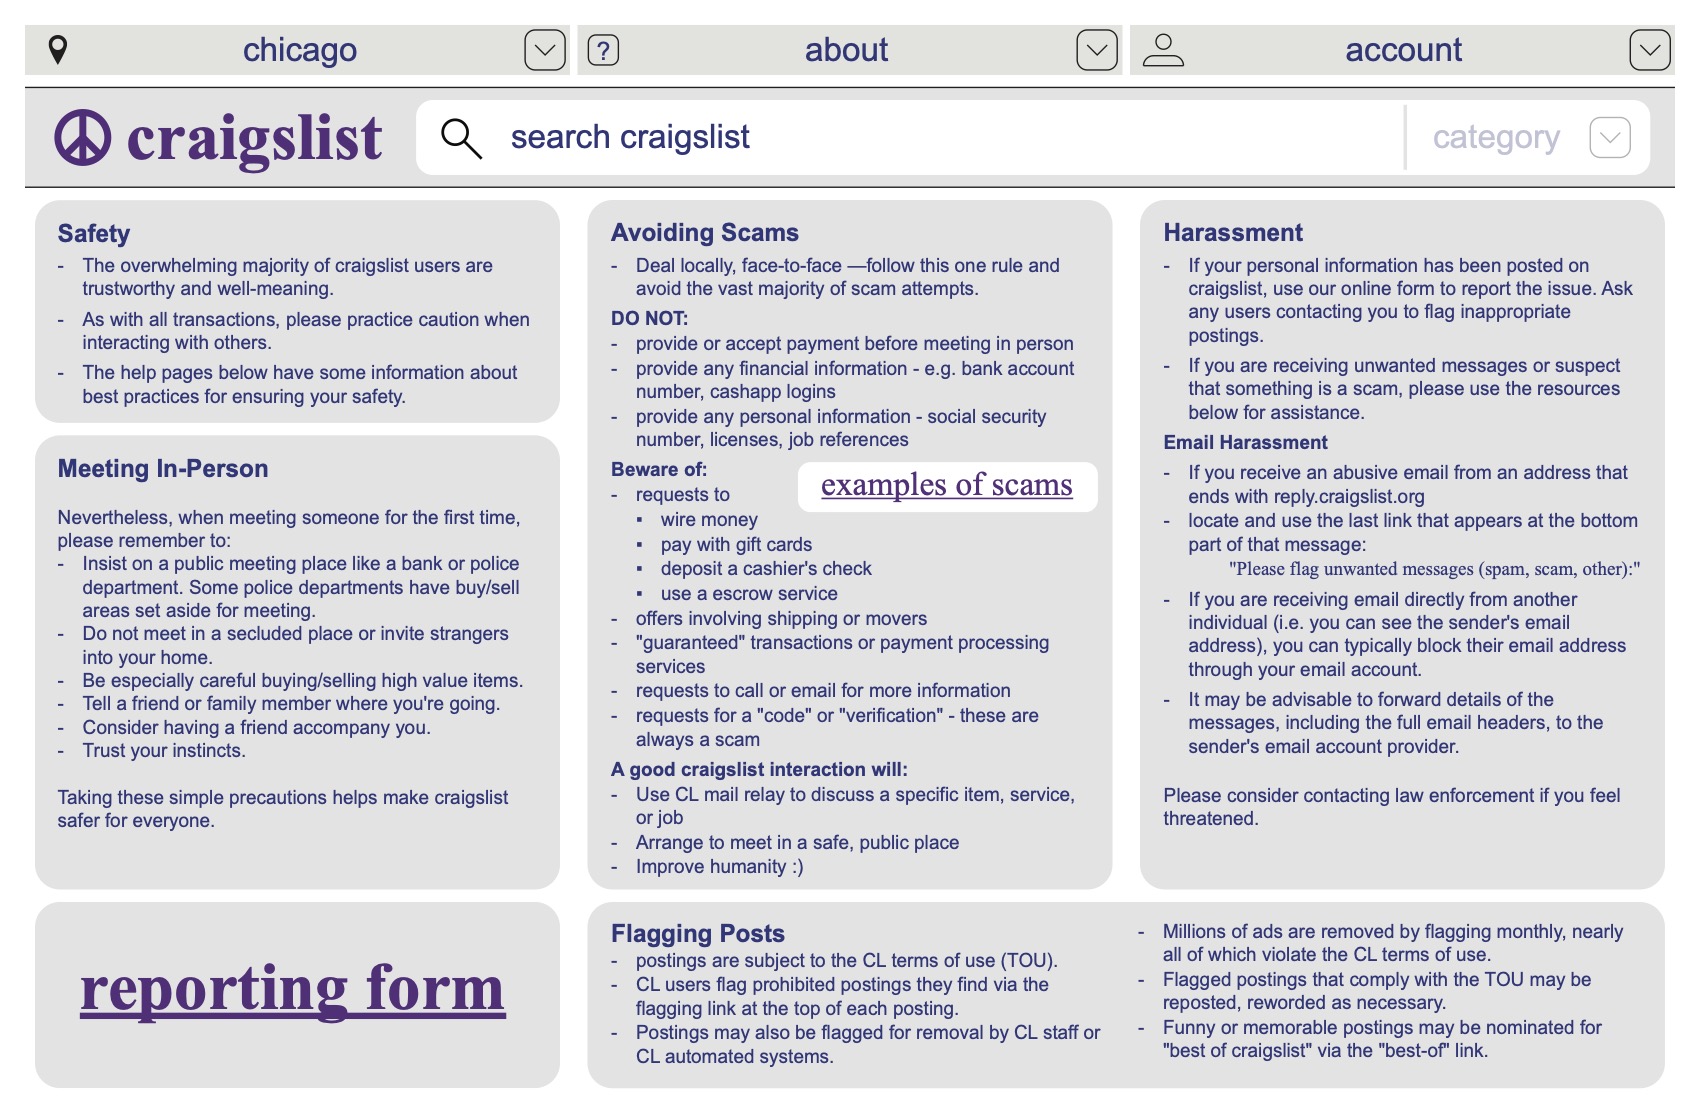 chicago
? about
account
craigslist
search craigslist
category
Safety
- The overwhelming majority of craigslist users are
trustworthy and well-meaning.
- As with all transactions, please practice caution when
interacting with others.
- The help pages below have some information about
best practices for ensuring your safety.
Meeting In-Person
Nevertheless, when meeting someone for the first time,
please remember to:
- Insist on a public meeting place like a bank or police
department. Some police departments have buy/sell
areas set aside for meeting.
- Do not meet in a secluded place or invite strangers
into your home.
- Be especially careful buying/selling high value items.
- Tell a friend or family member where you're going.
- Consider having a friend accompany you.
- Trust your instincts.
Taking these simple precautions helps make craigslist
safer for everyone.
reporting form
Avoiding Scams
- Deal locally, face-to-face —follow this one rule and
avoid the vast majority of scam attempts.
DO NOT:
- provide or accept payment before meeting in person
- provide any financial information - e.g. bank account
number, cashapp logins
- provide any personal information - social security
number, licenses, job references
Beware of:
examples of scams
- requests to
▪ wire money
▪ pay with gift cards
▪ deposit a cashier's check
▪ use a escrow service
- offers involving shipping or movers
- "guaranteed" transactions or payment processing
services
- requests to call or email for more information
- requests for a "code" or "verification" - these are
always a scam
A good craigslist interaction will:
- Use CL mail relay to discuss a specific item, service,
or job
- Arrange to meet in a safe, public place
- Improve humanity :)
Harassment
- If your personal information has been posted on
craigslist, use our online form to report the issue. Ask
any users contacting you to flag inappropriate
postings.
- If you are receiving unwanted messages or suspect
that something is a scam, please use the resources
below for assistance.
Email Harassment
- If you receive an abusive email from an address that
ends with reply.craigslist.org
- locate and use the last link that appears at the bottom
part of that message:
"Please flag unwanted messages (spam, scam, other):"
- If you are receiving email directly from another
individual (i.e. you can see the sender's email
address), you can typically block their email address
through your email account.
- It may be advisable to forward details of the
messages, including the full email headers, to the
sender's email account provider.
Please consider contacting law enforcement if you feel
threatened.
Flagging Posts
- postings are subject to the CL terms of use (TOU).
- CL users flag prohibited postings they find via the
flagging link at the top of each posting.
- Postings may also be flagged for removal by CL staff or
CL automated systems.
- Millions of ads are removed by flagging monthly, nearly
all of which violate the CL terms of use.
- Flagged postings that comply with the TOU may be
reposted, reworded as necessary.
- Funny or memorable postings may be nominated for
"best of craigslist" via the "best-of" link.